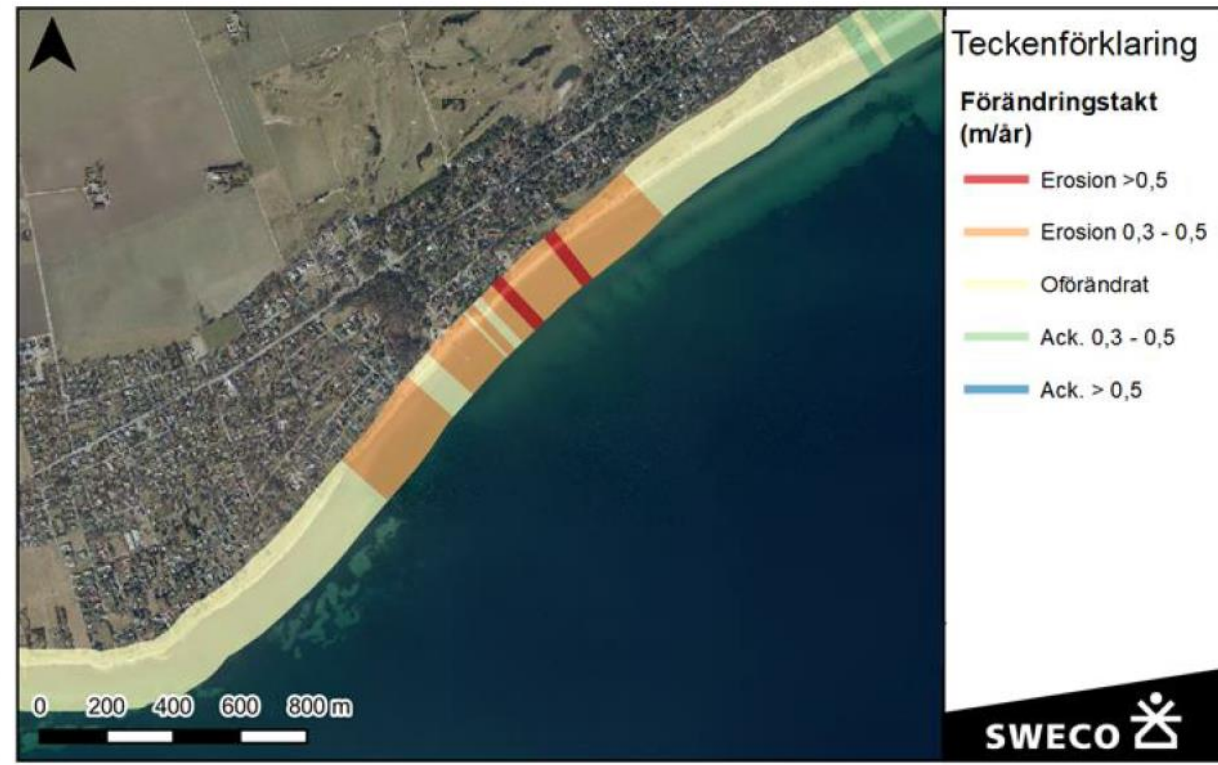 Teckenförklaring
Förändringstakt
(m/år)
Erosion >0,5
Erosion 0,3 - 0,5
Oförändrat
Ack. 0,3 - 0,5
Ack. > 0,5
0 200 400 600 800 m
SWECO